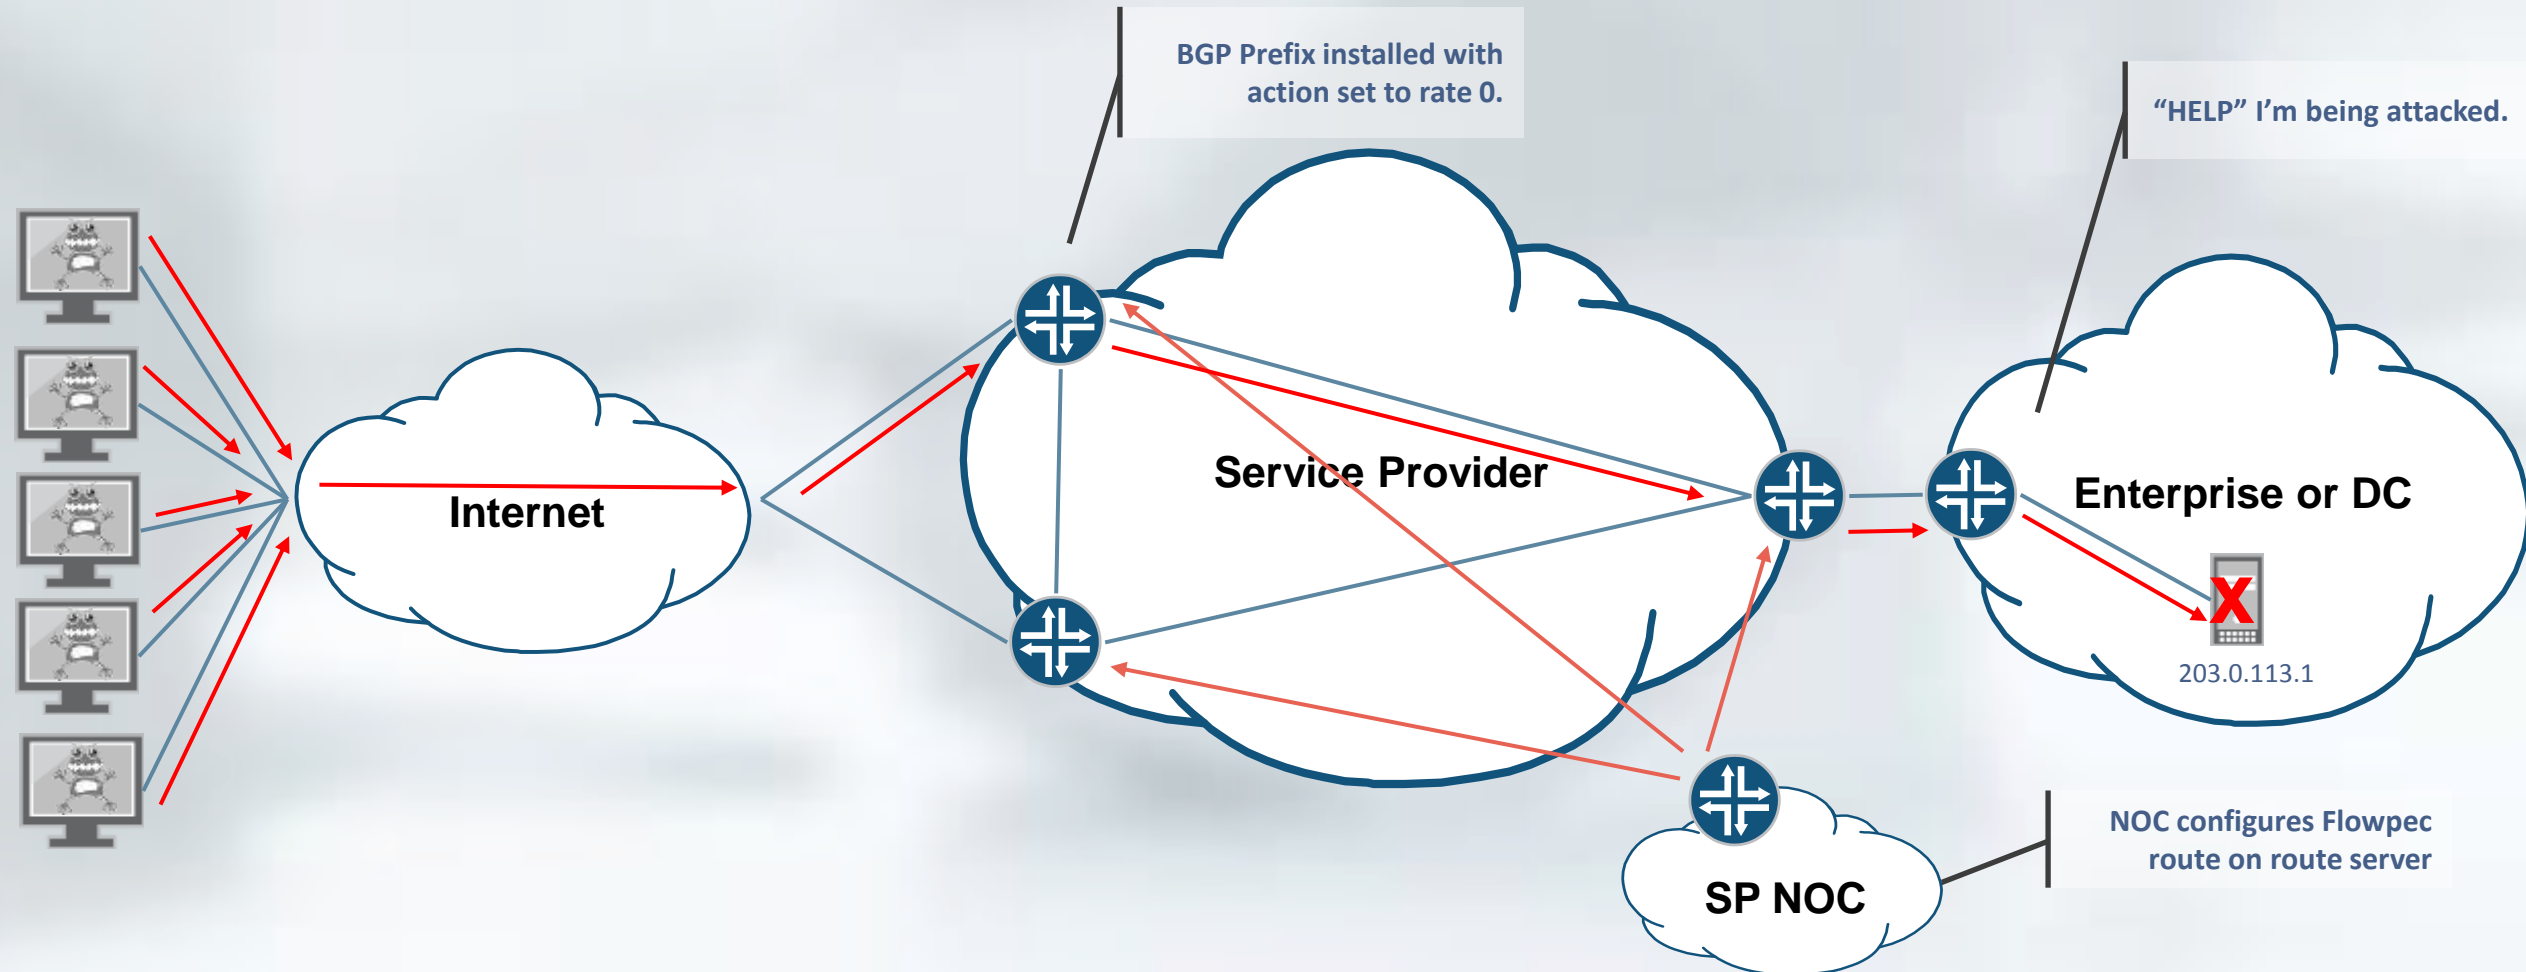 BGP Prefix installed with
action set to rate 0.
“HELP” I’m being attacked.
Service Provider
Enterprise or DC
Internet
X
203.0.113.1
NOC configures Flowpec
route on route server
SP NOC